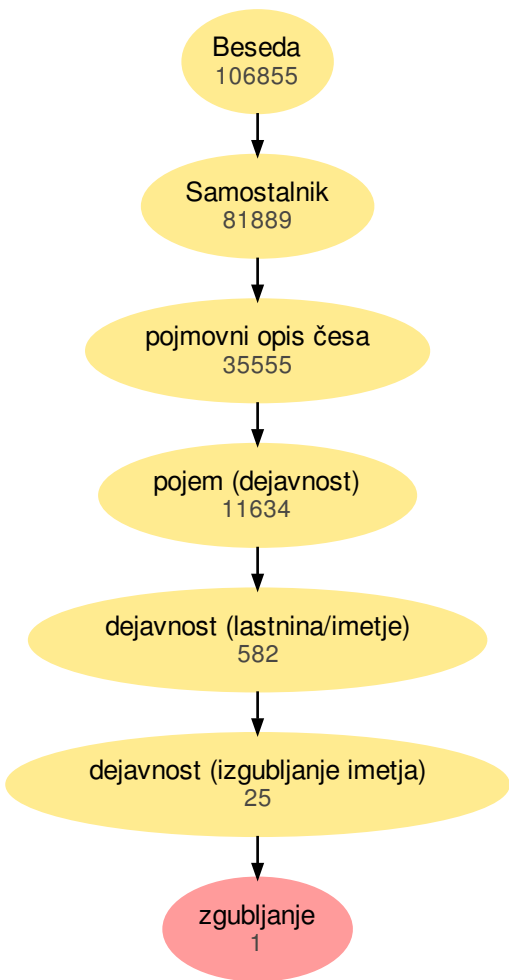 Beseda
106855
Samostalnik
81889
pojmovni opis česa
35555
pojem (dejavnost)
11634
dejavnost (lastnina/imetje)
582
dejavnost (izgubljanje imetja)
25
zgubljanje
1